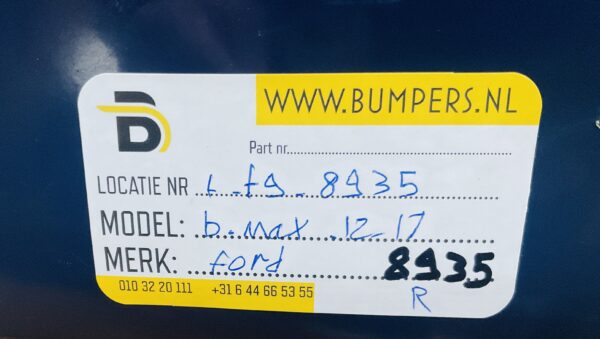 B
WWW.BUMPERS.NL
Part nr.
LOCATIE NR L-f9-8935
MODEL: b-max 12-17
MERK: ford 8935
010 32 20 111 +31 6 44 66 53 55
R